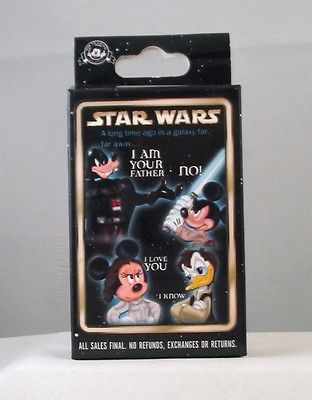 STAR WARS
A long time ago in a galaxy far,
far away....
I AM
YOUR
FATHER
NO!
I LOVE
YOU
I KNOW
ALL SALES FINAL. NO REFUNDS, EXCHANGES OR RETURNS.